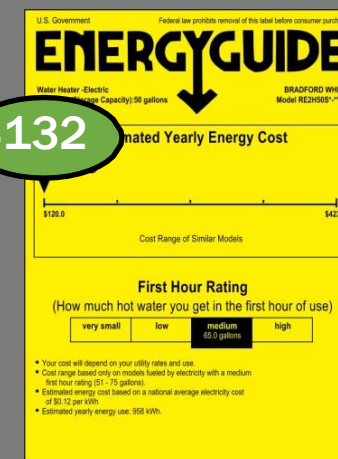 U.S. Government Federal law prohibits removal of this label before consumer purch
ENERGYGUIDE
Water Heater -Electric BRADFORD WHI
Capacity):50 gallons Model RE2H50S*-**
132
mated Yearly Energy Cost
$120.0 $42
Cost Range of Similar Models
First Hour Rating
(How much hot water you get in the first hour of use)
very small low medium high
65.0 gallons
• Your cost will depend on your utility rates and use.
• Cost range based only on models fueled by electricity with a medium
first hour rating (51 - 75 gallons).
• Estimated energy cost based on a national average electricity cost
of $0.12 per kWh
• Estimated yearly energy use: 958 kWh.